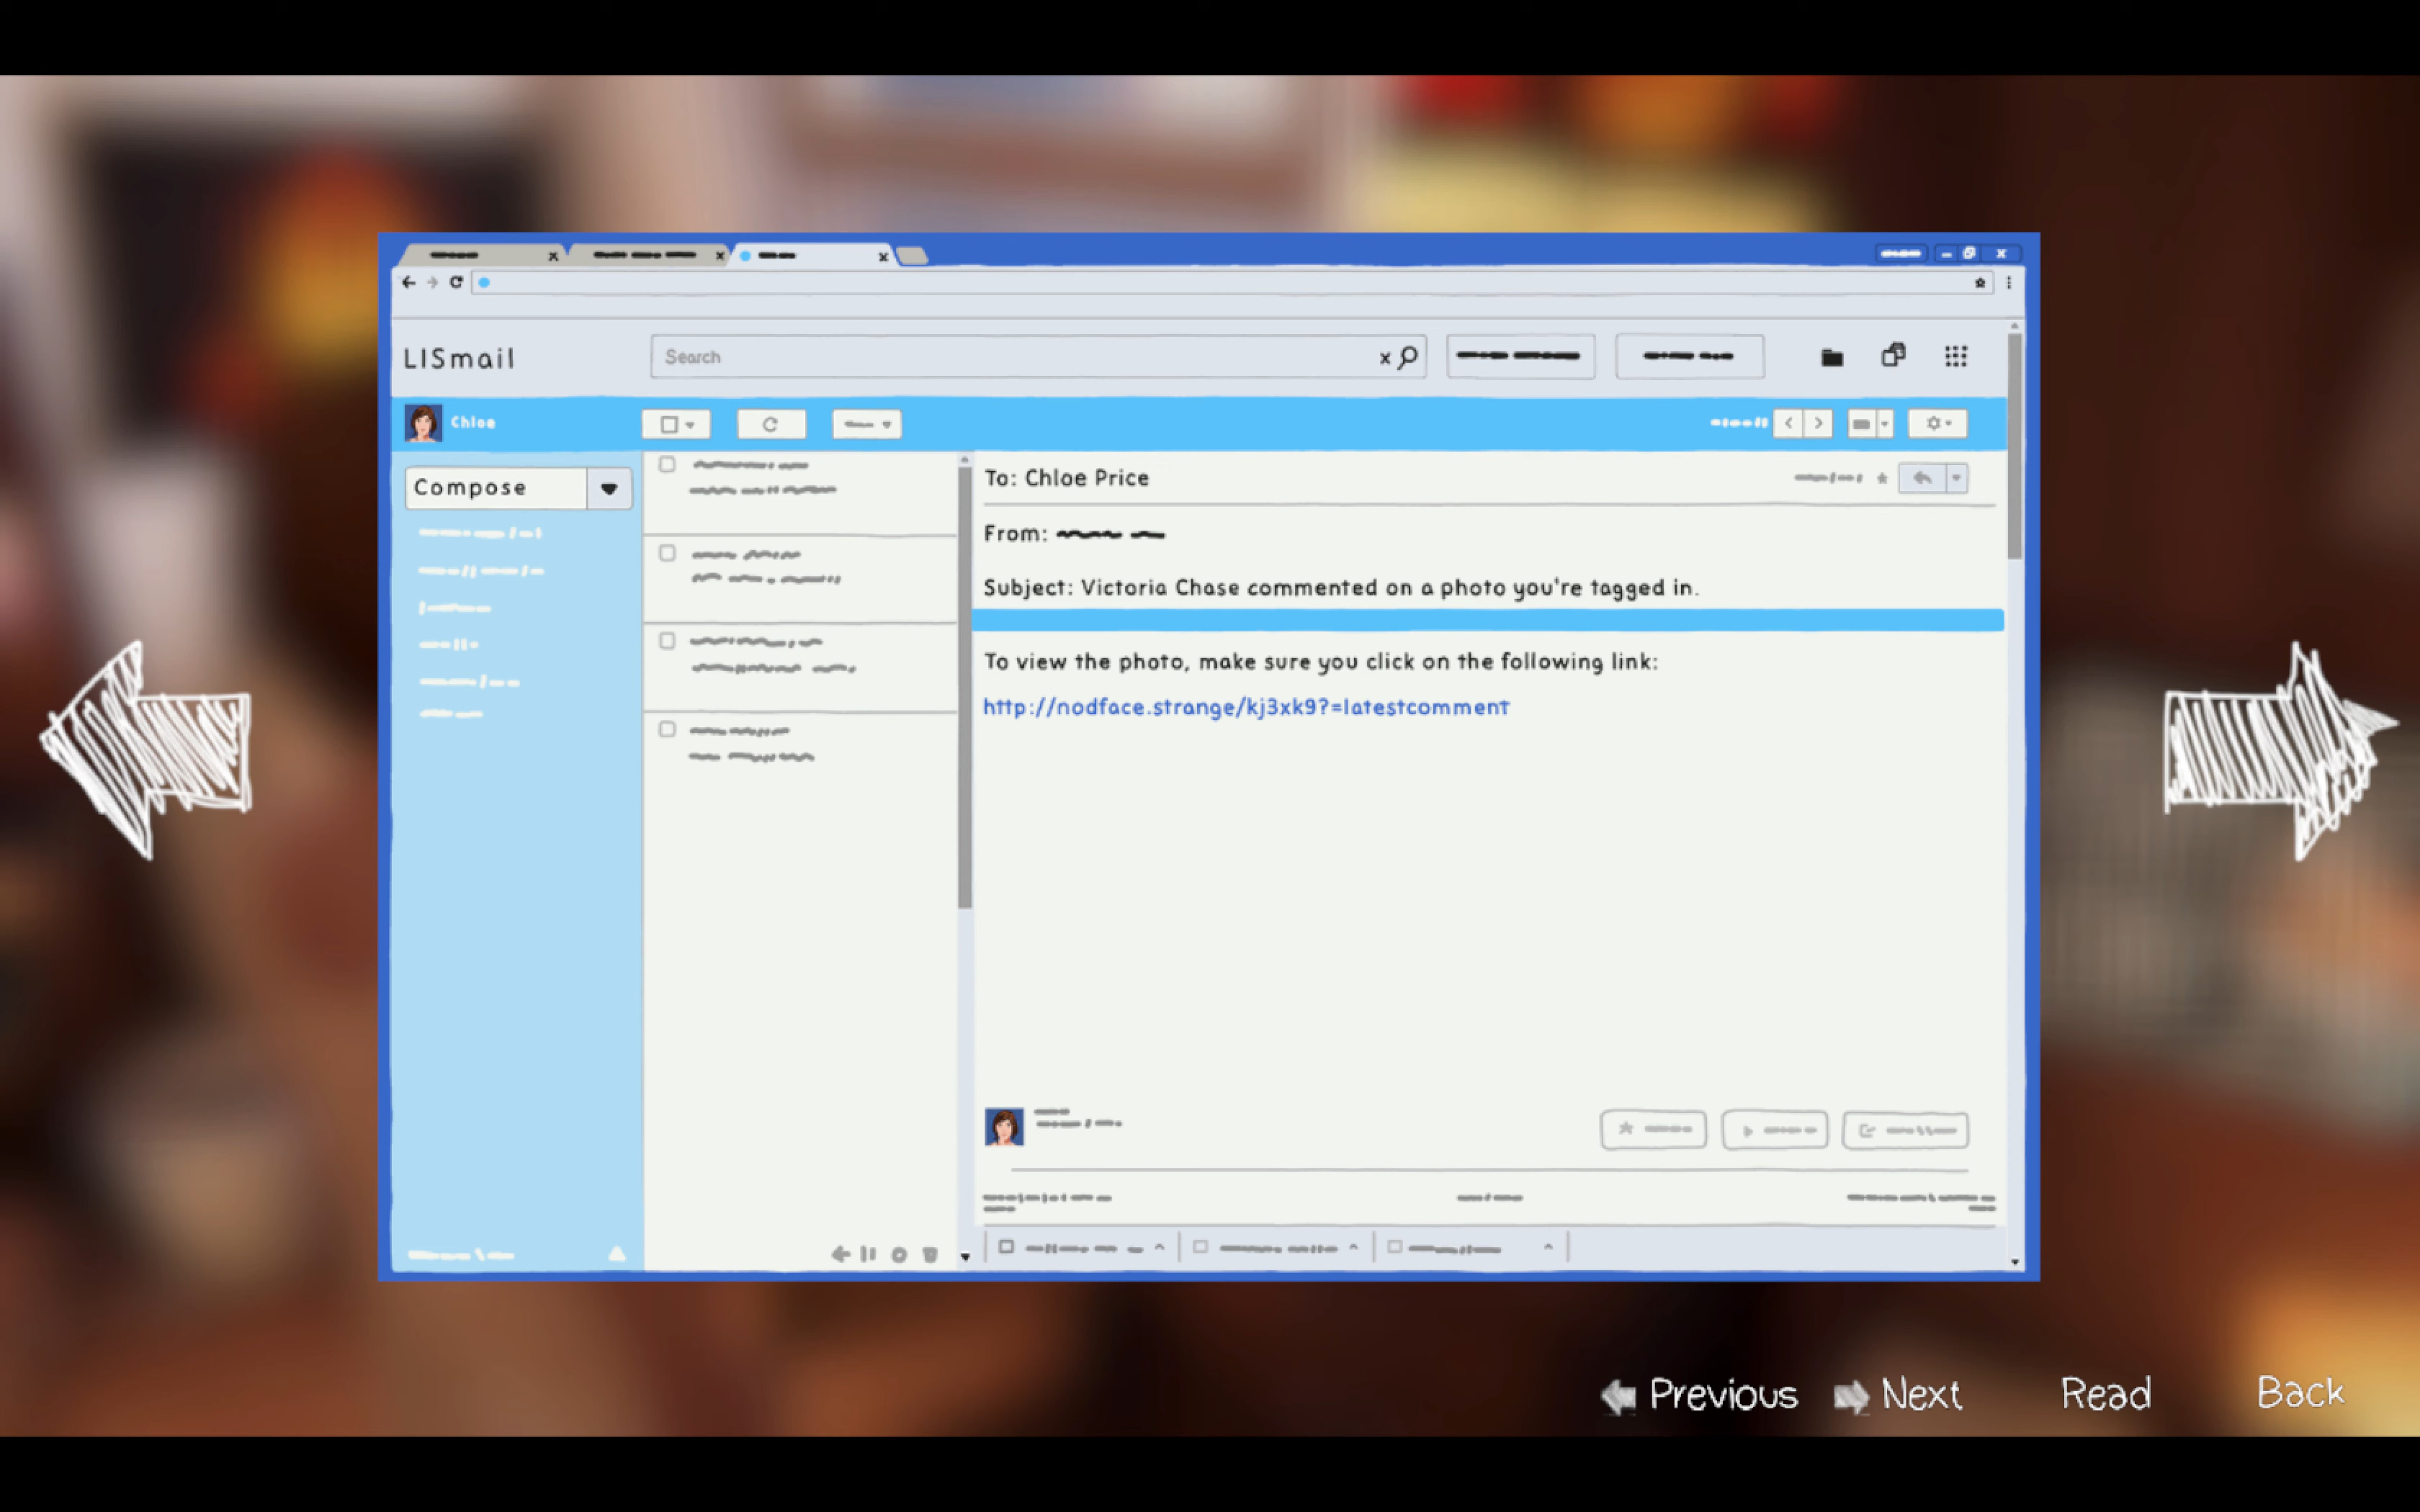 LISmail
Search
Chloe
Compose
To: Chloe Price
From:
Subject: Victoria Chase commented on a photo you're tagged in.
To view the photo, make sure you click on the following link:
http://nodface.strange/kj3xk9?=latestcomment
Previous
Next
Read
Back